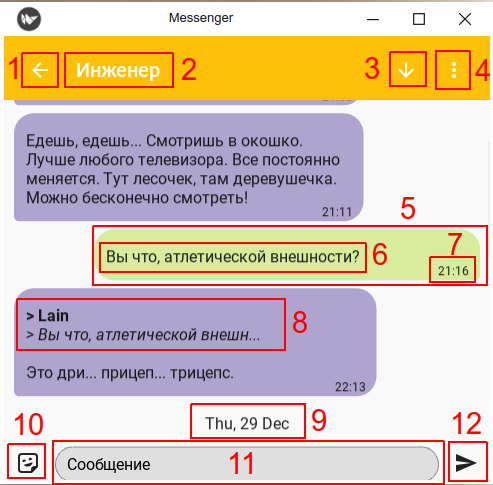 Messenger
1
Инженер
2
3
4
Едешь, едешь... Смотришь в окошко.
Лучше любого телевизора. Все постоянно
меняется. Тут лесочек, там деревушечка.
Можно бесконечно смотреть!
21:11
5
Вы что, атлетической внешности?
6
7
21:16
> Lain
> Вы что, атлетической внешн...
8
Это дри... прицеп... трицепс.
22:13
Thu, 29 Dec
9
10
Сообщение
11
12